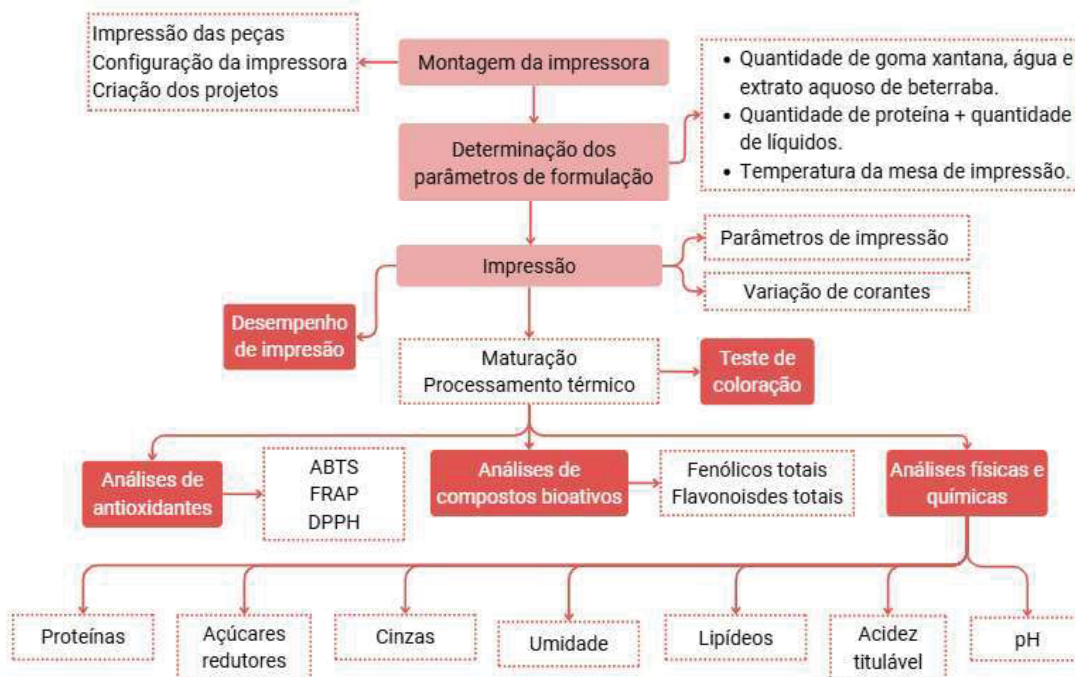 Impressão das peças
Configuração da impressora
Criação dos projetos
Montagem da impressora
• Quantidade de goma xantana, água e
extrato aquoso de beterraba.
• Quantidade de proteína + quantidade
de líquidos.
• Temperatura da mesa de impressão.
Determinação dos
parâmetros de formulação
Impressão
Parâmetros de impressão
Variação de corantes
Desempenho
de impresão
Maturação
Processamento térmico
Teste de
coloração
Análises de
antioxidantes
ABTS
FRAP
DPPH
Análises de
compostos bioativos
Fenólicos totais
Flavonoisdes totais
Análises físicas e
químicas
Proteínas
Açúcares
redutores
Cinzas
Umidade
Lipídeos
Acidez
titulável
pH